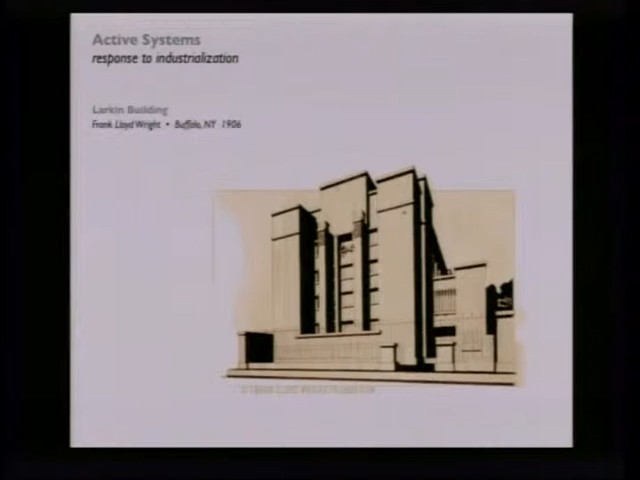 Active Systems
response to industrialization
Larkin Building
Frank Lloyd Wright • Buffalo, NY 1906